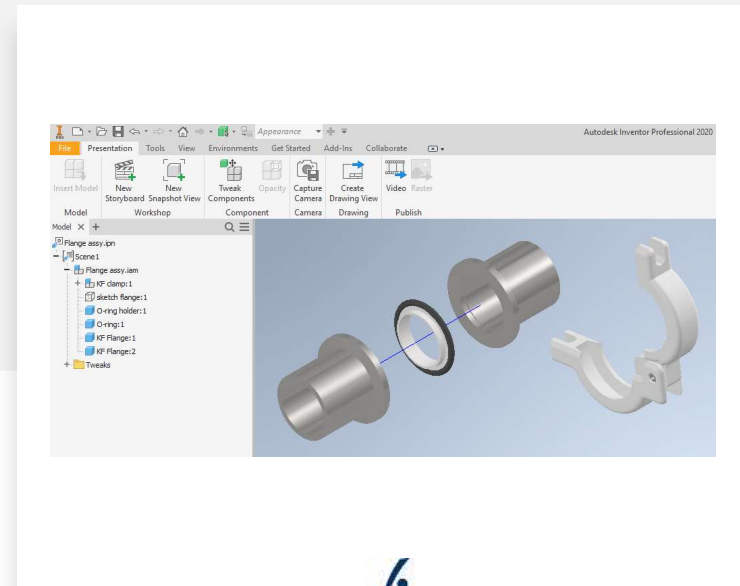 PRO
Appearance
Autodesk Inventor Professional 2020
File Presentation Tools View Environments Get Started Add-Ins Collaborate
Insert Model New Storyboard New Snapshot View Tweak Components Opacity Capture Camera Create Drawing View Video Raster
Model Workshop Component Camera Drawing Publish
Model × +
Flange assy.ipn
Scene1
Flange assy.iam
KF clamp:1
sketch flange:1
O-ring holder:1
O-ring:1
KF Flange:1
KF Flange:2
Tweaks